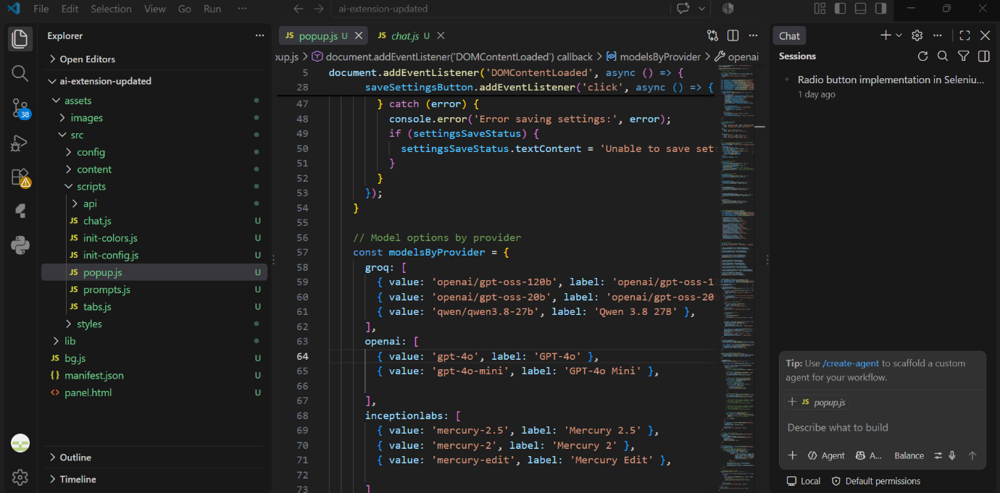 File Edit Selection View Go Run ··· ai-extension-updated
Explorer ···
Open Editors
ai-extension-updated
assets
images
src
config
content
scripts
api
JS chat.js U
JS init-colors.js U
JS init-config.js U
JS popup.js U
JS prompts.js U
JS tabs.js U
styles
lib
JS bg.js U
{} manifest.json U
<> panel.html U
Outline
Timeline
38
JS popup.js U JS chat.js U
pup.js > document.addEventListener('DOMContentLoaded') callback > modelsByProvider > openai
5 document.addEventListener('DOMContentLoaded', async () => {
28 saveSettingsButton.addEventListener('click', async () => {
47 } catch (error) {
48 console.error('Error saving settings:', error);
49 if (settingsSaveStatus) {
50 settingsSaveStatus.textContent = 'Unable to save set
51 }
52 }
53 });
54 }
55
56 // Model options by provider
57 const modelsByProvider = {
58 groq: [
59 { value: 'openai/gpt-oss-120b', label: 'openai/gpt-oss-1
60 { value: 'openai/gpt-oss-20b', label: 'openai/gpt-oss-20
61 { value: 'qwen/qwen3.8-27b', label: 'Qwen 3.8 27B' },
62 ],
63 openai: [
64 { value: 'gpt-4o', label: 'GPT-4o' },
65 { value: 'gpt-4o-mini', label: 'GPT-4o Mini' },
66
67 ],
68 inceptionlabs: [
69 { value: 'mercury-2.5', label: 'Mercury 2.5' },
70 { value: 'mercury-2', label: 'Mercury 2' },
71 { value: 'mercury-edit', label: 'Mercury Edit' },
72
73 ]
Chat
Sessions
Radio button implementation in Seleniu...
1 day ago
Tip: Use /create-agent to scaffold a custom
agent for your workflow.
JS popup.js
Describe what to build
Agent A... Balance
Local Default permissions